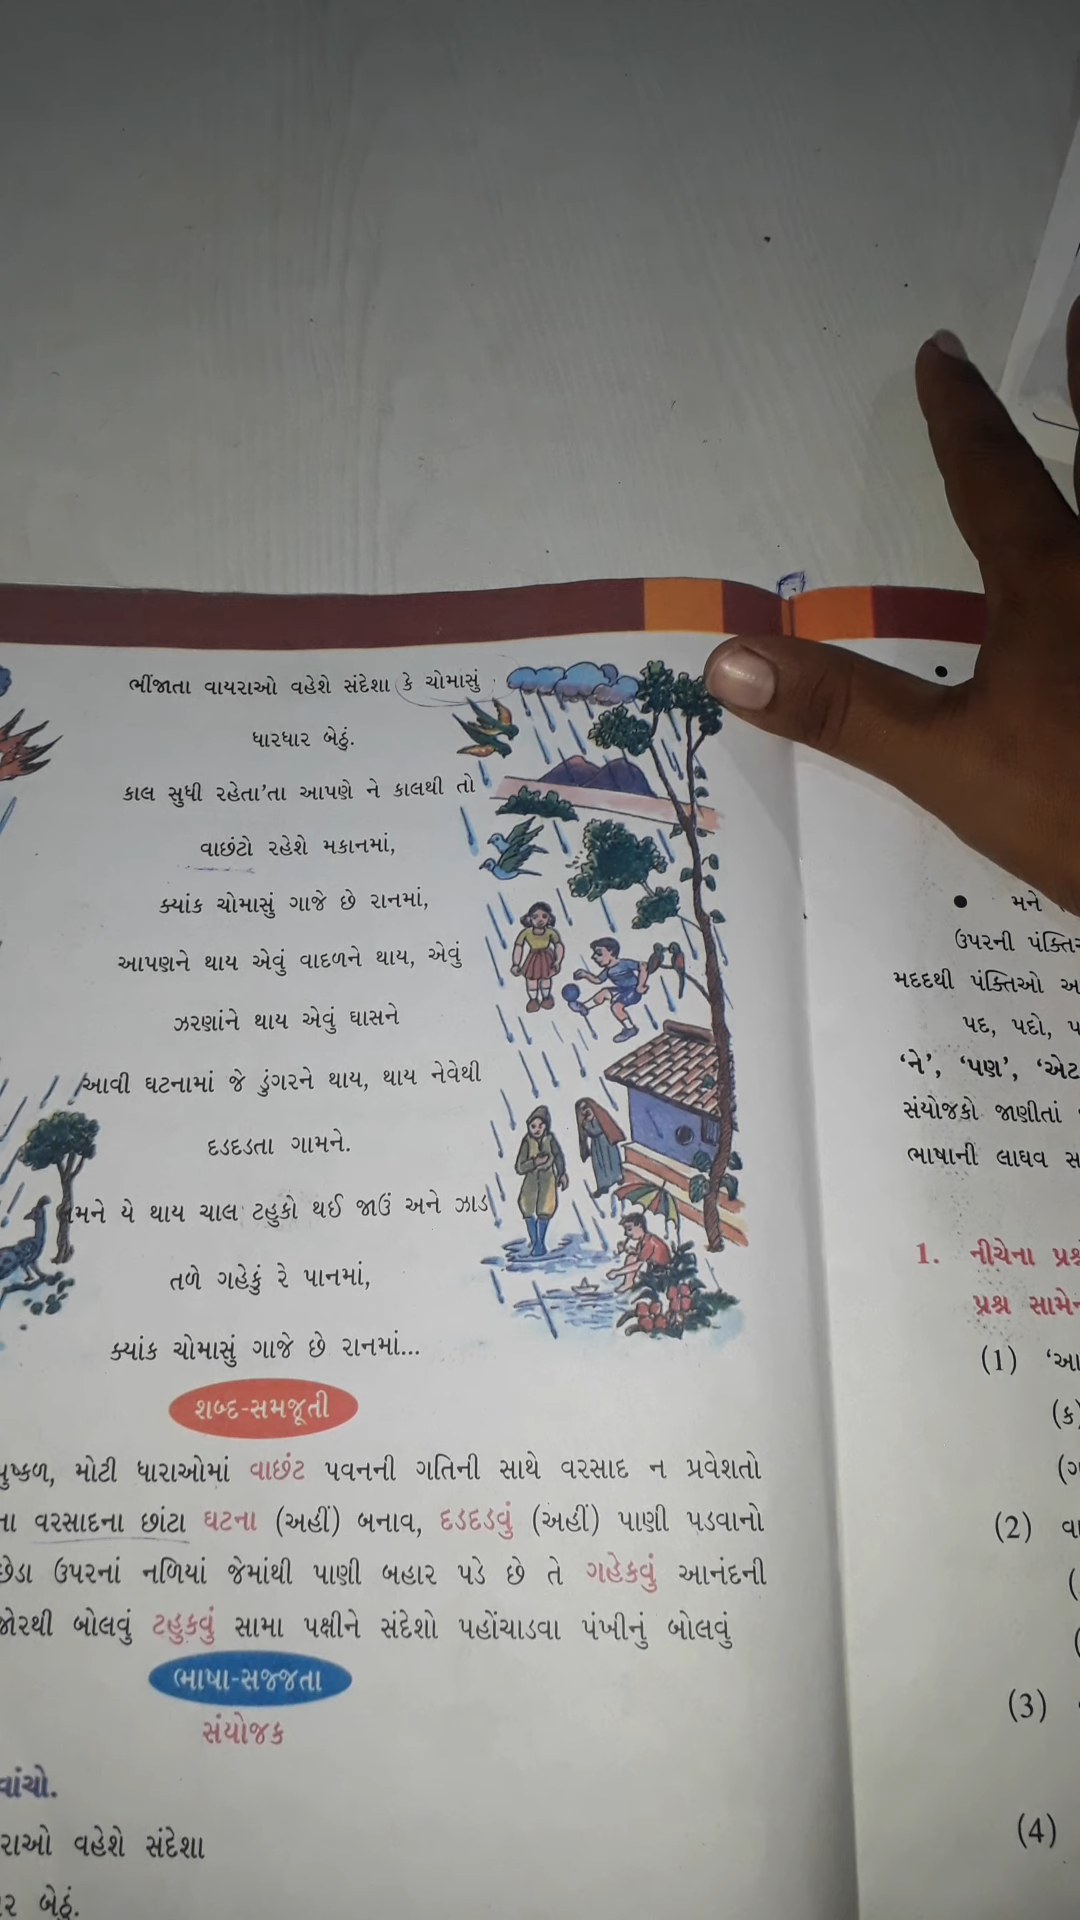 ભીંજાતા વાયરાઓ વહેશે સંદેશા કે ચોમાસું
ધારધાર બેઠું.
કાલ સુધી રહેતા'તા આપણે ને કાલથી તો
વાછંટો રહેશે મકાનમાં,
ક્યાંક ચોમાસું ગાજે છે રાનમાં,
આપણને થાય એવું વાદળને થાય, એવું
ઝરણાંને થાય એવું ઘાસને
આવી ઘટનામાં જે ડુંગરને થાય, થાય નેવેથી
દડદડતા ગામને.
મને યે થાય ચાલ ટહુકો થઈ જાઉં અને ઝાડ
તળે ગહેકું રે પાનમાં,
ક્યાંક ચોમાસું ગાજે છે રાનમાં...
શબ્દ-સમજૂતી
પુષ્કળ, મોટી ધારાઓમાં વાછંટ પવનની ગતિની સાથે વરસાદ ન પ્રવેશતો
વરસાદના છાંટા ઘટના (અહીં) બનાવ, દડદડવું (અહીં) પાણી પડવાનો
છેડા ઉપરનાં નળિયાં જેમાંથી પાણી બહાર પડે છે તે ગહેકવું આનંદની
જોરથી બોલવું ટહુકવું સામા પક્ષીને સંદેશો પહોંચાડવા પંખીનું બોલવું
ભાષા-સજ્જતા
સંયોજક
વાંચો.
વહેશે સંદેશા
બેઠું.
• 
• મને
ઉપરની
મદદથી પંક્તિઓ
પદ, પદો,
'ને', 'પણ',
સંયોજકો જાણીતાં
ભાષાની લાઘવ
1. નીચેના
પ્રશ્ન
(1)
(ક)
(2)
(3)
(4)